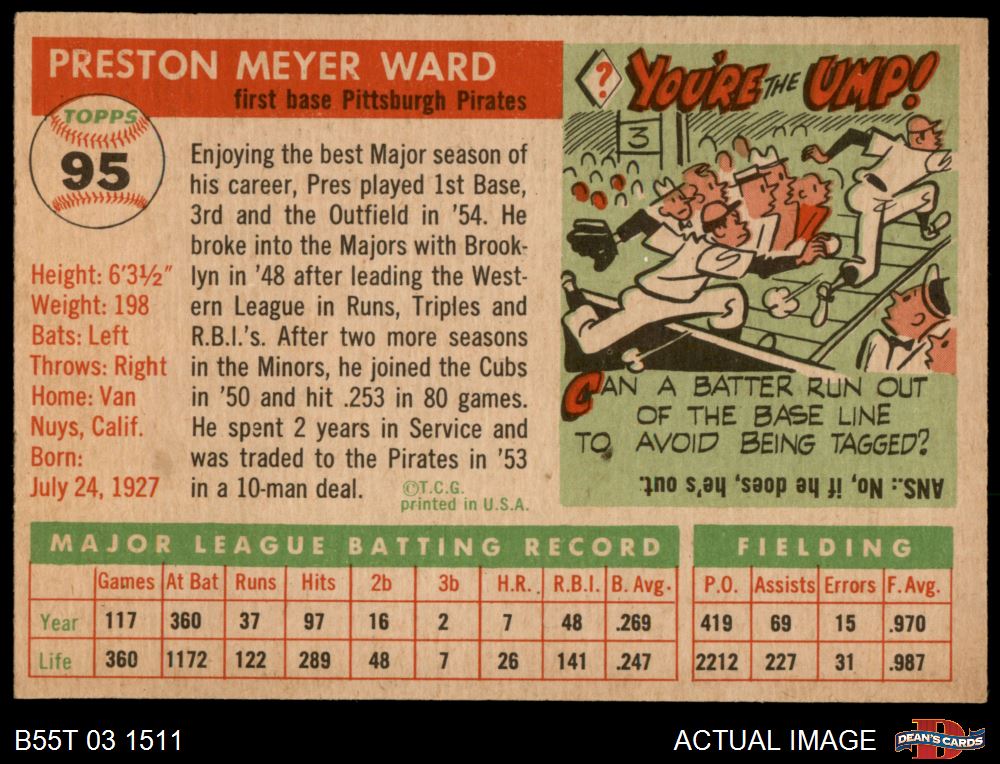 PRESTON MEYER WARD
first base Pittsburgh Pirates
TOPPS
95
Height: 6'3½"
Weight: 198
Bats: Left
Throws: Right
Home: Van
Nuys, Calif.
Born:
July 24, 1927
Enjoying the best Major season of
his career, Pres played 1st Base,
3rd and the Outfield in '54. He
broke into the Majors with Brook-
lyn in '48 after leading the West-
ern League in Runs, Triples and
R.B.I.'s. After two more seasons
in the Minors, he joined the Cubs
in '50 and hit .253 in 80 games.
He spent 2 years in Service and
was traded to the Pirates in '53
in a 10-man deal.
©T.C.G.
printed in U.S.A.
? YOU'RE THE UMP!
3
CAN A BATTER RUN OUT
OF THE BASE LINE
TO AVOID BEING TAGGED?
ANS.: No, if he does, he's out.
MAJOR LEAGUE BATTING RECORD FIELDING
Games At Bat Runs Hits 2b 3b H.R. R.B.I. B. Avg. P.O. Assists Errors F. Avg.
Year 117 360 37 97 16 2 7 48 .269 419 69 15 .970
Life 360 1172 122 289 48 7 26 141 .247 2212 227 31 .987
B55T 03 1511
ACTUAL IMAGE
D
DEAN'S CARDS